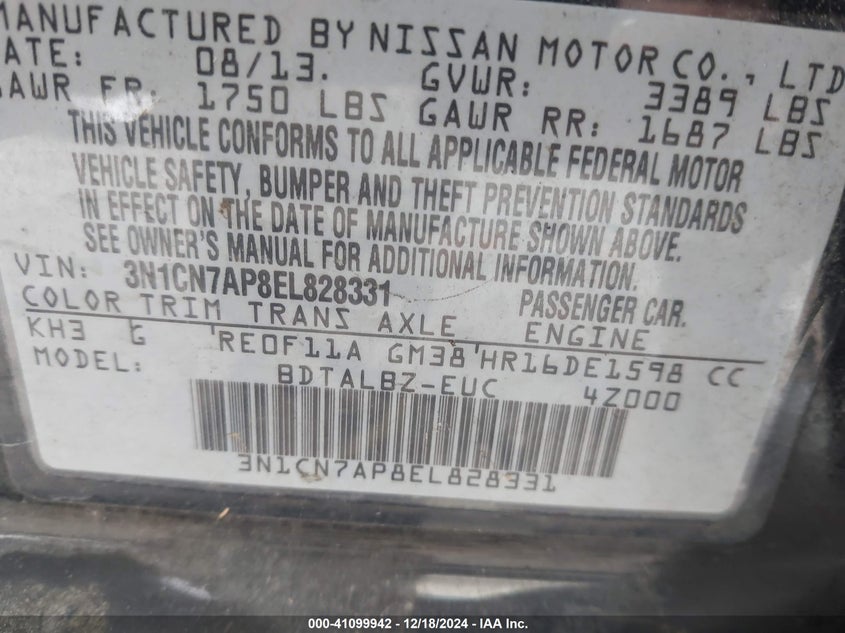 MANUFACTURED BY NISSAN MOTOR CO., LTD
DATE: 08/13. GVWR: 3389 LBS
GAWR FR: 1750 LBS GAWR RR: 1687 LBS
THIS VEHICLE CONFORMS TO ALL APPLICABLE FEDERAL MOTOR
VEHICLE SAFETY, BUMPER AND THEFT PREVENTION STANDARDS
IN EFFECT ON THE DATE OF MANUFACTURE SHOWN ABOVE.
SEE OWNER'S MANUAL FOR ADDITIONAL INFORMATION.
VIN: 3N1CN7AP8EL828331 PASSENGER CAR.
COLOR TRIM TRANS AXLE ENGINE
KH3 G RE0F11A GM38 HR16DE1598 CC
MODEL: BDTALBZ-EUC 4Z000
3N1CN7AP8EL828331
000-41099942 - 12/18/2024 - IAA Inc.